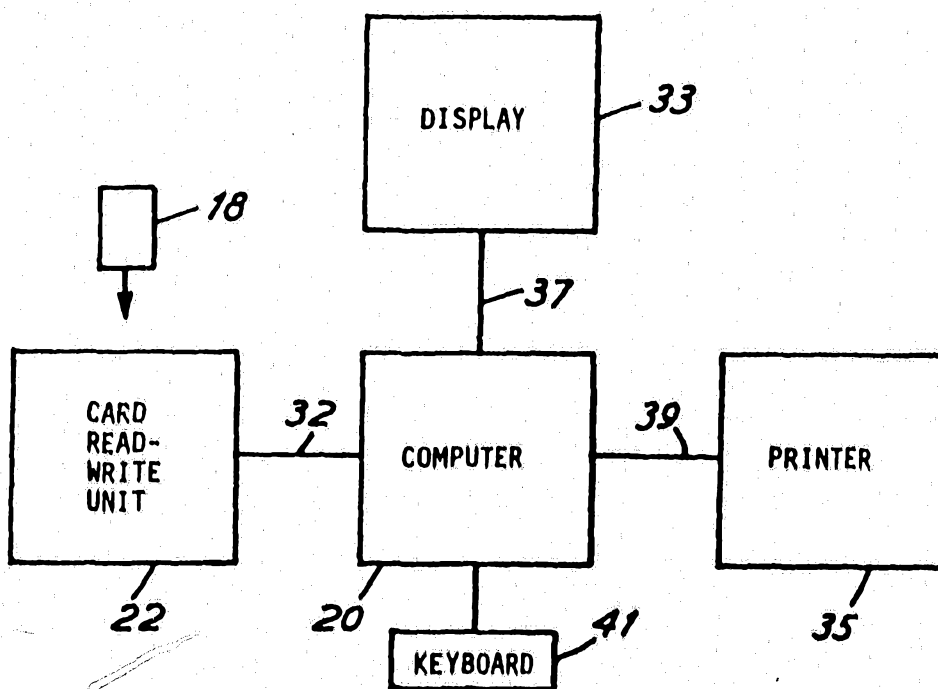 DISPLAY
33
18
37
CARD
READ-
WRITE
UNIT
32
COMPUTER
39
PRINTER
22
20
41
35
KEYBOARD